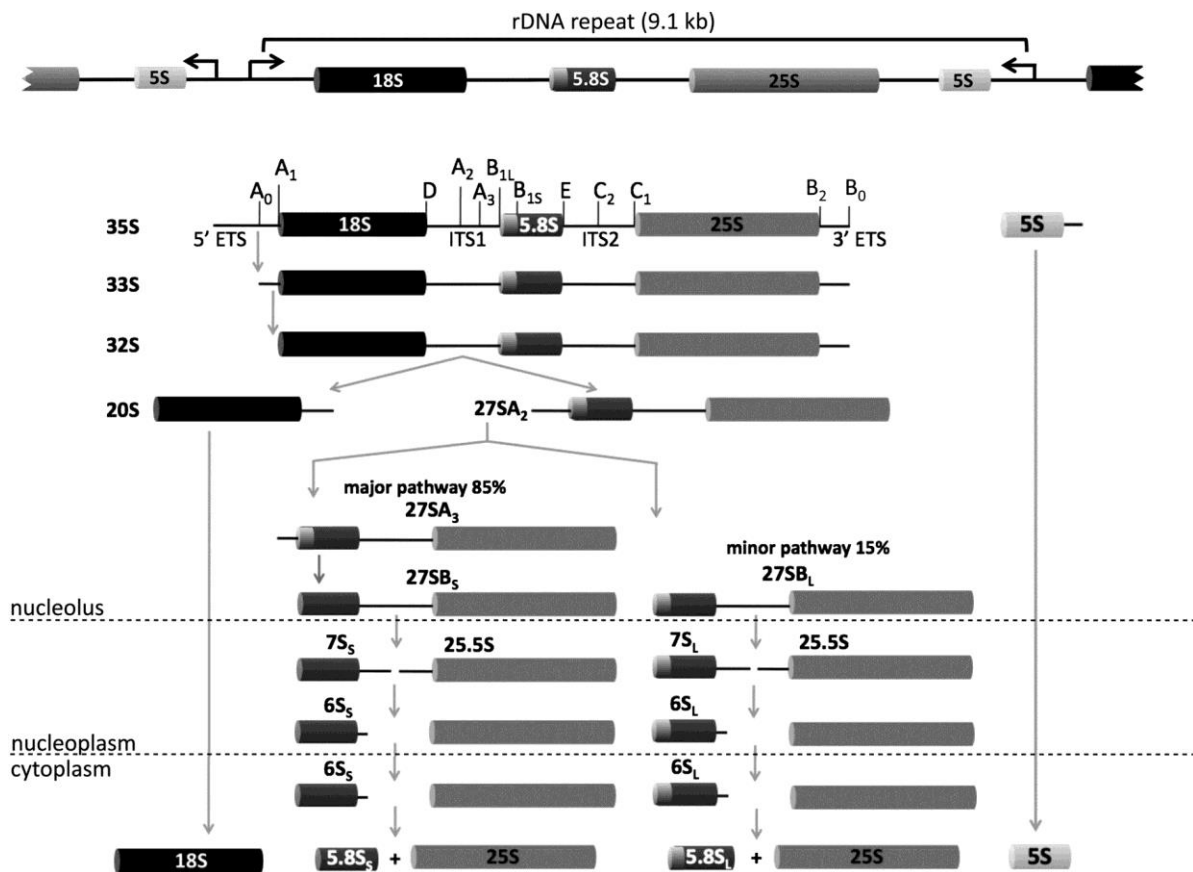 rDNA repeat (9.1 kb)
5S 18S 5.8S 25S 5S
A0 A1 D A2 A3 B1L B1S E C2 C1 B2 B0
35S 18S 5.8S 25S 5S
5′ ETS ITS1 ITS2 3′ ETS
33S
32S
20S 27SA2
major pathway 85%
27SA3
minor pathway 15%
27SBS 27SBL
nucleolus
7SS 25.5S 7SL 25.5S
6SS 6SL
nucleoplasm
cytoplasm
6SS 6SL
18S 5.8SS + 25S 5.8SL + 25S 5S